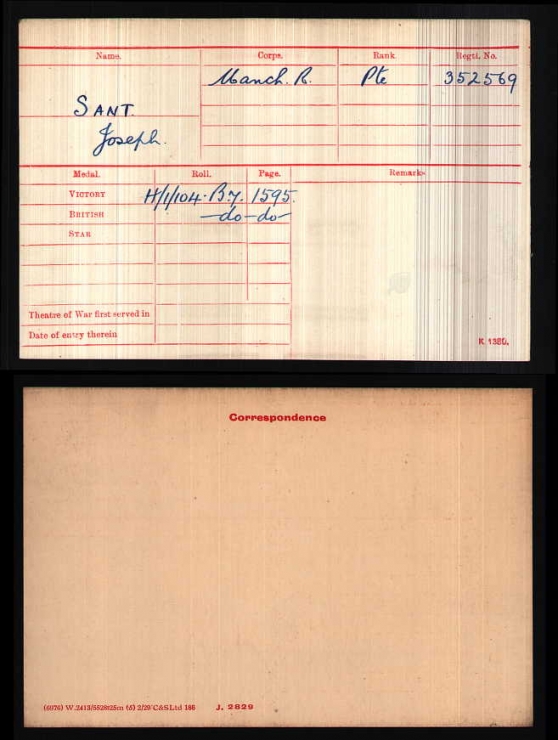 Name. Corps. Rank Regtl. No.
SANT. Manch. R. Pte 352569
Joseph.
Medal. Roll. Page. Remarks
VICTORY H/1/104.B.7. 1595.
BRITISH -do -do-
STAR
Theatre of War first served in
Date of entry therein
K 1380.
Correspondence
J. 2829